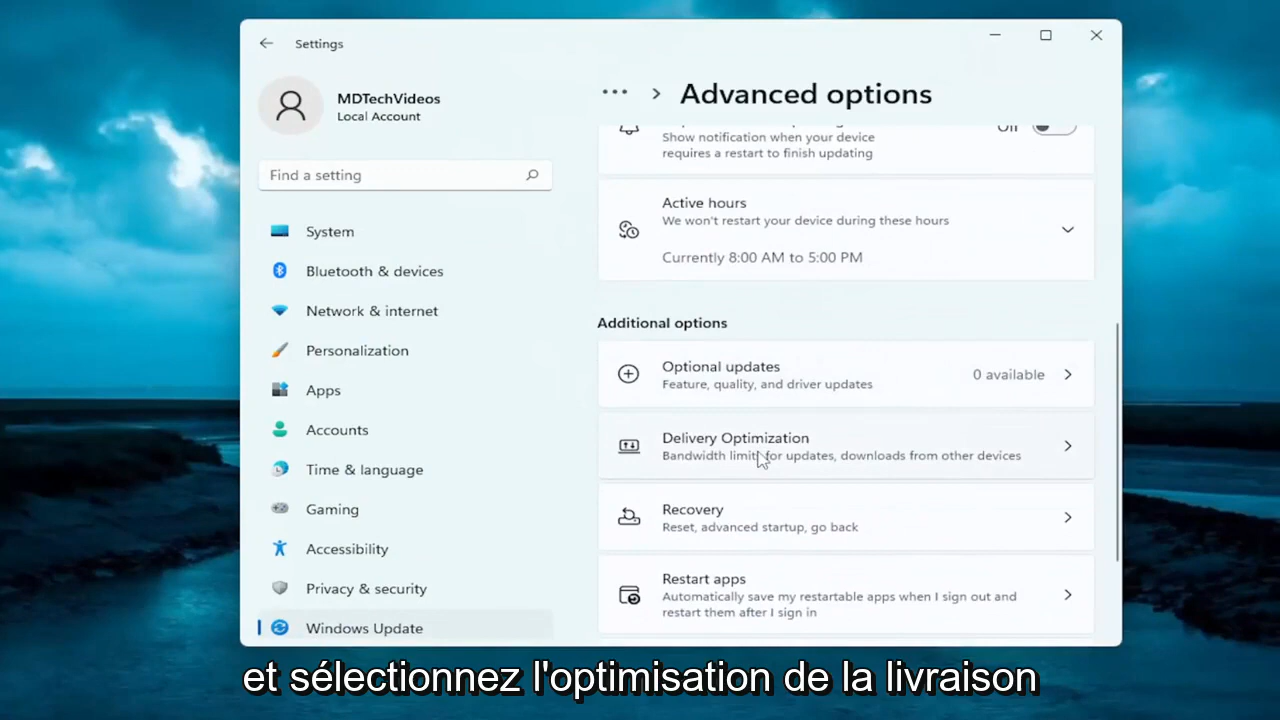 Settings
MDTechVideos
Local Account
Find a setting
System
Bluetooth & devices
Network & internet
Personalization
Apps
Accounts
Time & language
Gaming
Accessibility
Privacy & security
Windows Update
Advanced options
Off
Show notification when your device
requires a restart to finish updating
Active hours
We won't restart your device during these hours
Currently 8:00 AM to 5:00 PM
Additional options
Optional updates
Feature, quality, and driver updates
0 available
Delivery Optimization
Bandwidth limits for updates, downloads from other devices
Recovery
Reset, advanced startup, go back
Restart apps
Automatically save my restartable apps when I sign out and
restart them after I sign in
et sélectionnez l'optimisation de la livraison